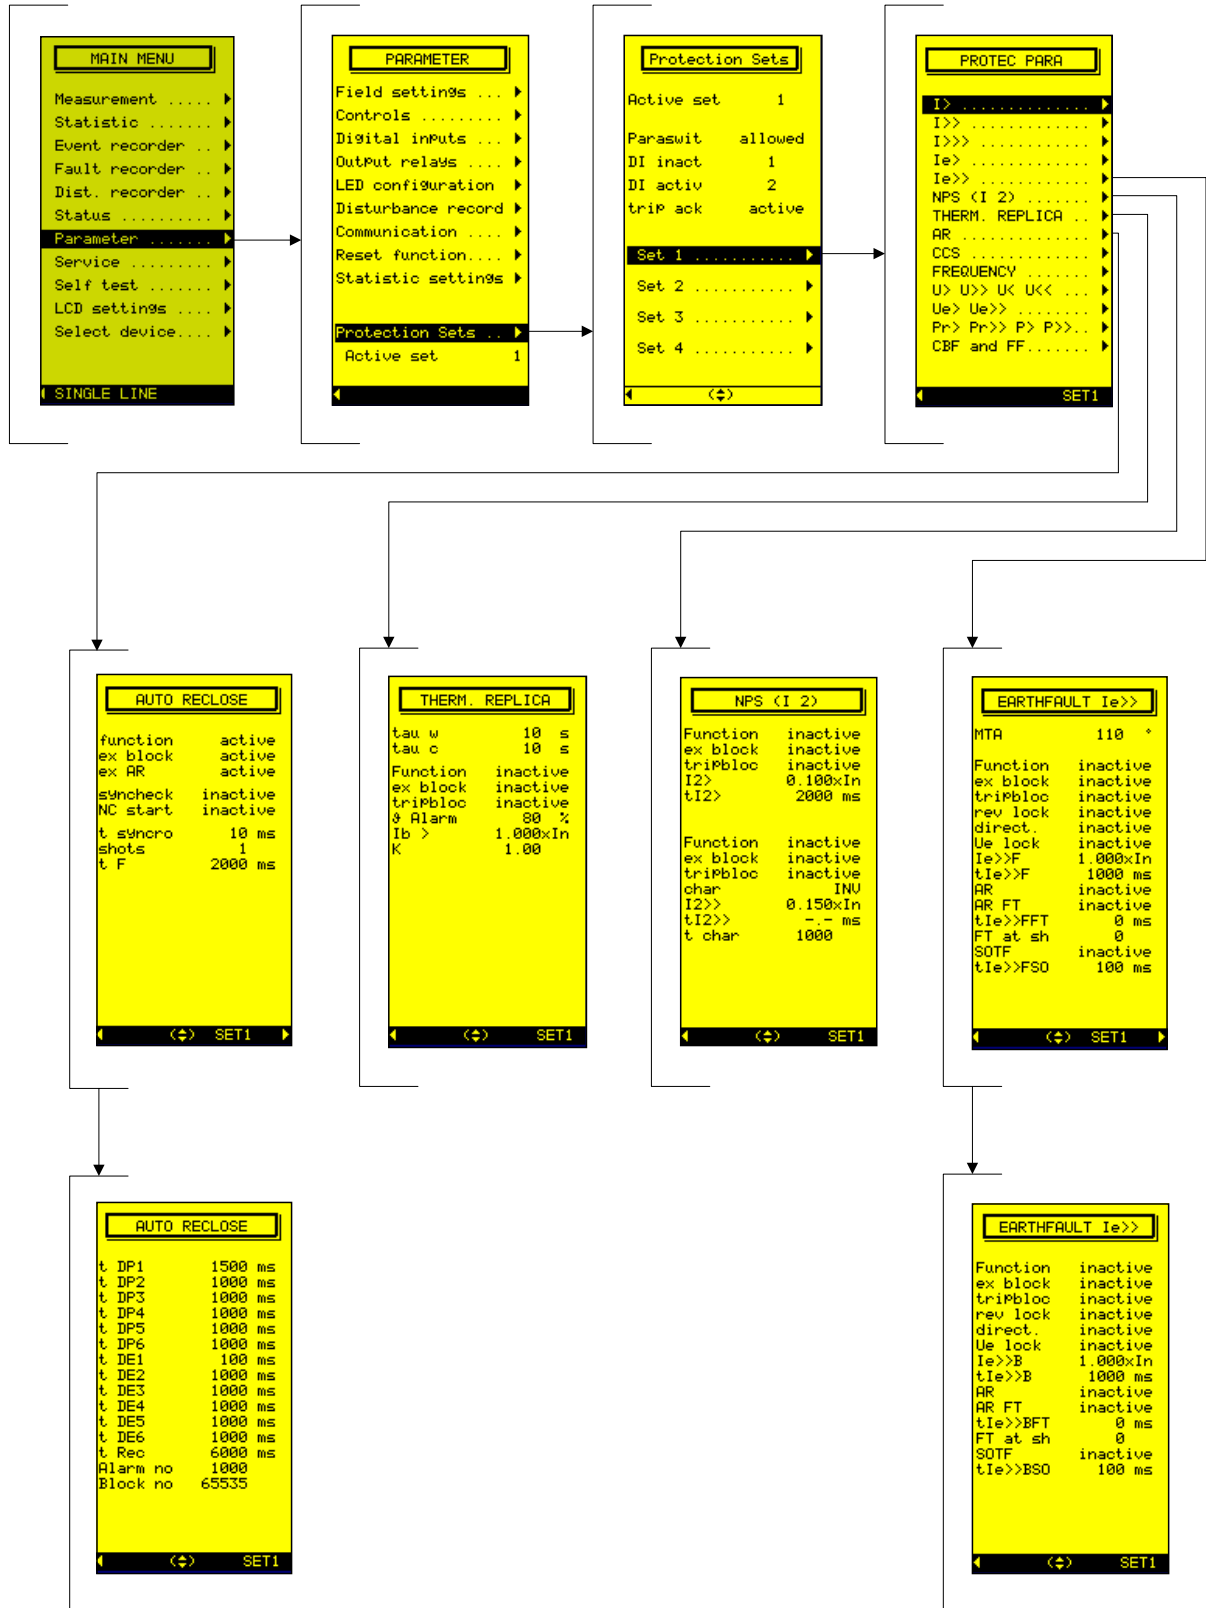 MAIN MENU
Measurement ..... ▶
Statistic ....... ▶
Event recorder .. ▶
Fault recorder .. ▶
Dist. recorder .. ▶
Status .......... ▶
Parameter ....... ▶
Service ......... ▶
Self test ....... ▶
LCD settings .... ▶
Select device.... ▶
◀ SINGLE LINE
PARAMETER
Field settings ... ▶
Controls ......... ▶
Digital inputs ... ▶
Output relays .... ▶
LED configuration ▶
Disturbance record ▶
Communication .... ▶
Reset function.... ▶
Statistic settings ▶
Protection Sets .. ▶
Active set 1
◀
Protection Sets
Active set 1
Paraswit allowed
DI inact 1
DI activ 2
trip ack active
Set 1 ........... ▶
Set 2 ........... ▶
Set 3 ........... ▶
Set 4 ........... ▶
◀ (♦)
PROTEC PARA
I> .............. ▶
I>> ............. ▶
I>>> ............ ▶
Ie> ............. ▶
Ie>> ............ ▶
NPS (I 2) ....... ▶
THERM. REPLICA .. ▶
AR .............. ▶
CCS ............. ▶
FREQUENCY ....... ▶
U> U>> U< U<< ... ▶
Ue> Ue>> ........ ▶
Pr> Pr>> P> P>>.. ▶
CBF and FF....... ▶
◀ SET1
AUTO RECLOSE
function active
ex block active
ex AR active
syncheck inactive
NC start inactive
t syncro 10 ms
shots 1
t F 2000 ms
◀ (♦) SET1 ▶
THERM. REPLICA
tau w 10 s
tau c 10 s
Function inactive
ex block inactive
tripbloc inactive
ϑ Alarm 80 %
Ib > 1.000xIn
K 1.00
◀ (♦) SET1
NPS (I 2)
Function inactive
ex block inactive
tripbloc inactive
I2> 0.100xIn
tI2> 2000 ms
Function inactive
ex block inactive
tripbloc inactive
char INV
I2>> 0.150xIn
tI2>> -.- ms
t char 1000
◀ (♦) SET1
EARTHFAULT Ie>>
MTA 110 °
Function inactive
ex block inactive
tripbloc inactive
rev lock inactive
direct. inactive
Ue lock inactive
Ie>>F 1.000xIn
tIe>>F 1000 ms
AR inactive
AR FT inactive
tIe>>FFT 0 ms
FT at sh 0
SOTF inactive
tIe>>FSO 100 ms
◀ (♦) SET1 ▶
AUTO RECLOSE
t DP1 1500 ms
t DP2 1000 ms
t DP3 1000 ms
t DP4 1000 ms
t DP5 1000 ms
t DP6 1000 ms
t DE1 100 ms
t DE2 1000 ms
t DE3 1000 ms
t DE4 1000 ms
t DE5 1000 ms
t DE6 1000 ms
t Rec 6000 ms
Alarm no 1000
Block no 65535
◀ (♦) SET1
EARTHFAULT Ie>>
Function inactive
ex block inactive
tripbloc inactive
rev lock inactive
direct. inactive
Ue lock inactive
Ie>>B 1.000xIn
tIe>>B 1000 ms
AR inactive
AR FT inactive
tIe>>BFT 0 ms
FT at sh 0
SOTF inactive
tIe>>BSO 100 ms
◀ (♦) SET1